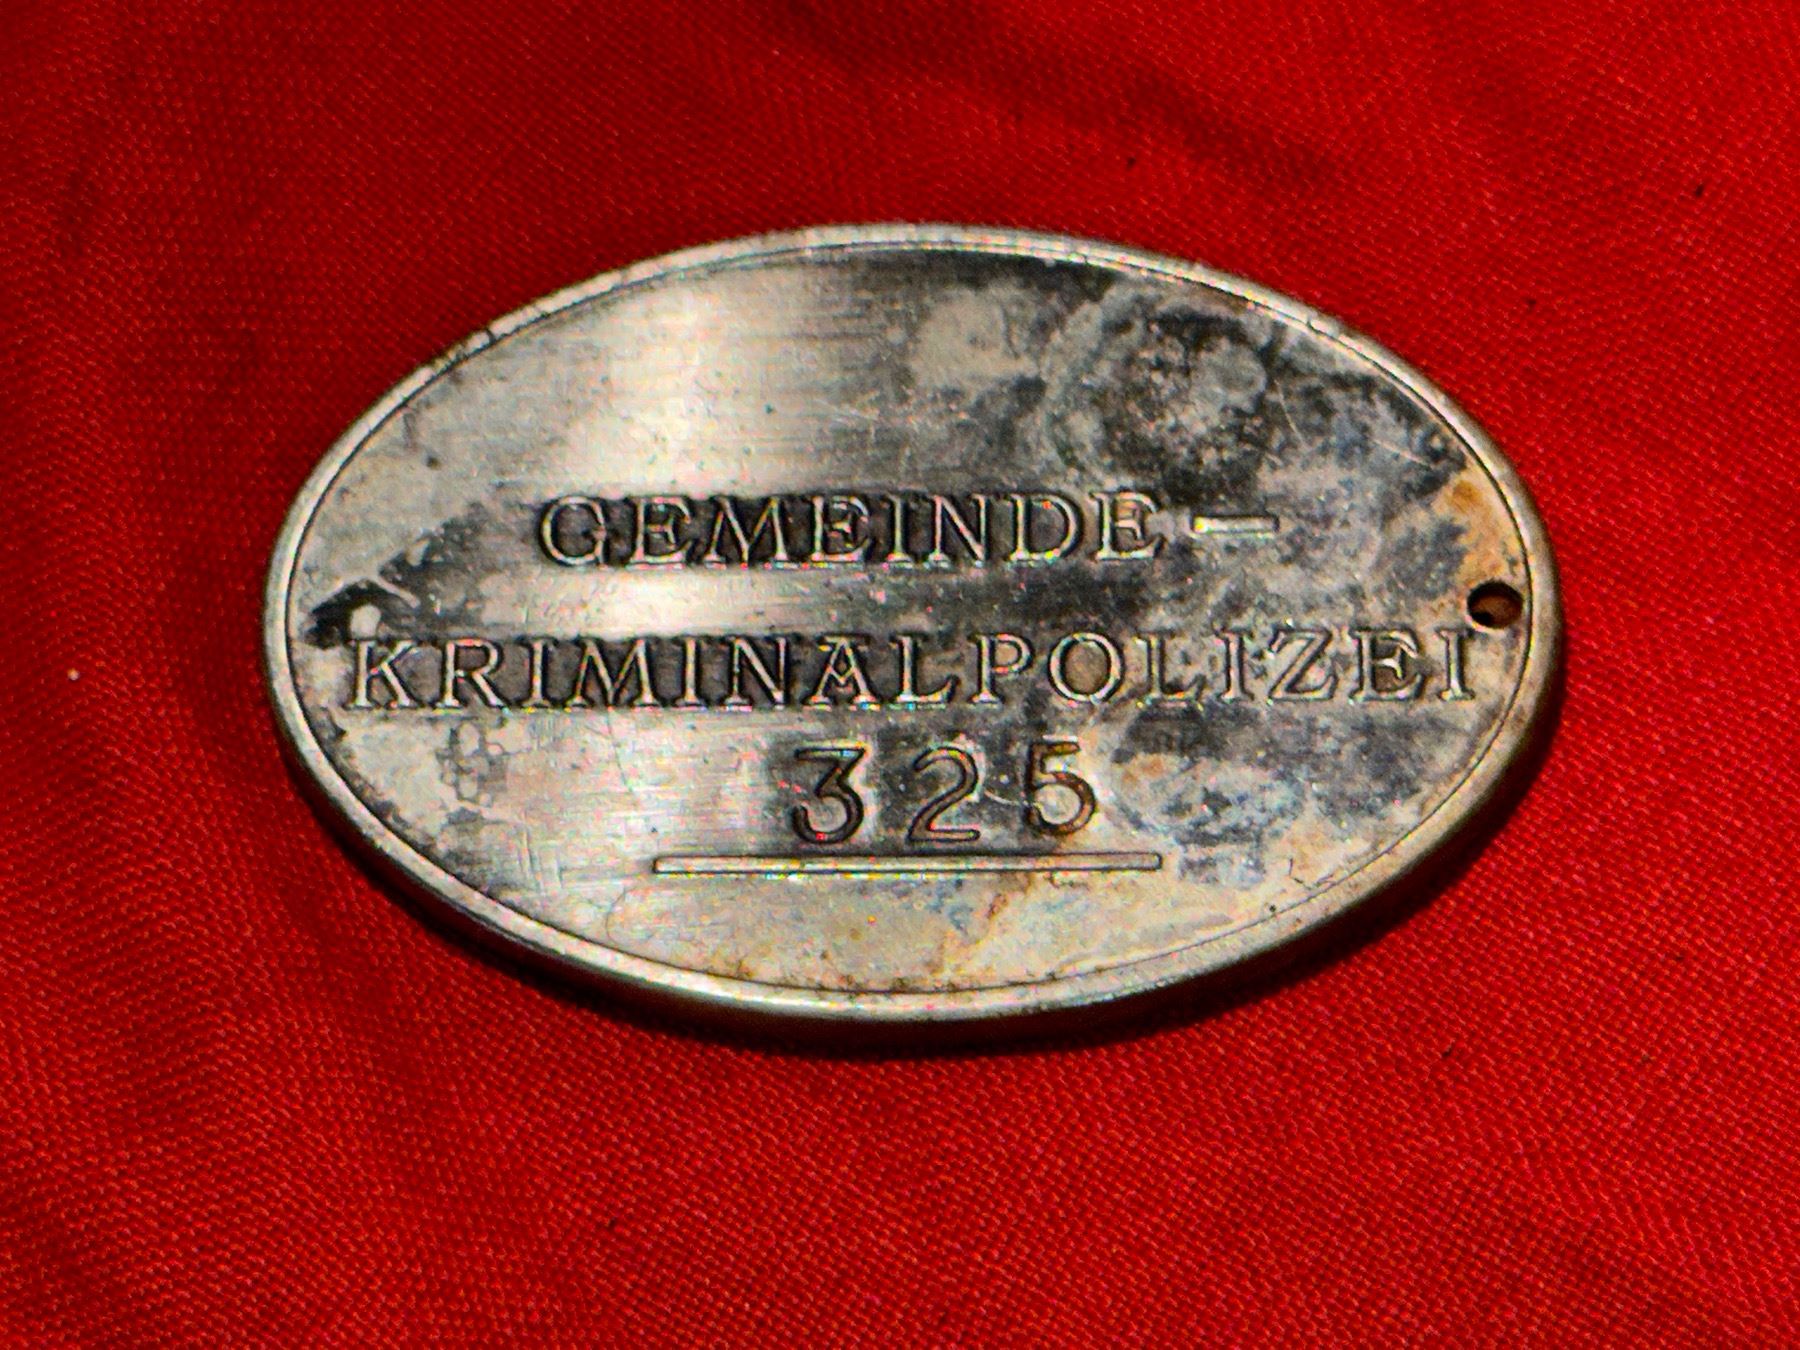 GEMEINDE-
KRIMINALPOLIZEI
325